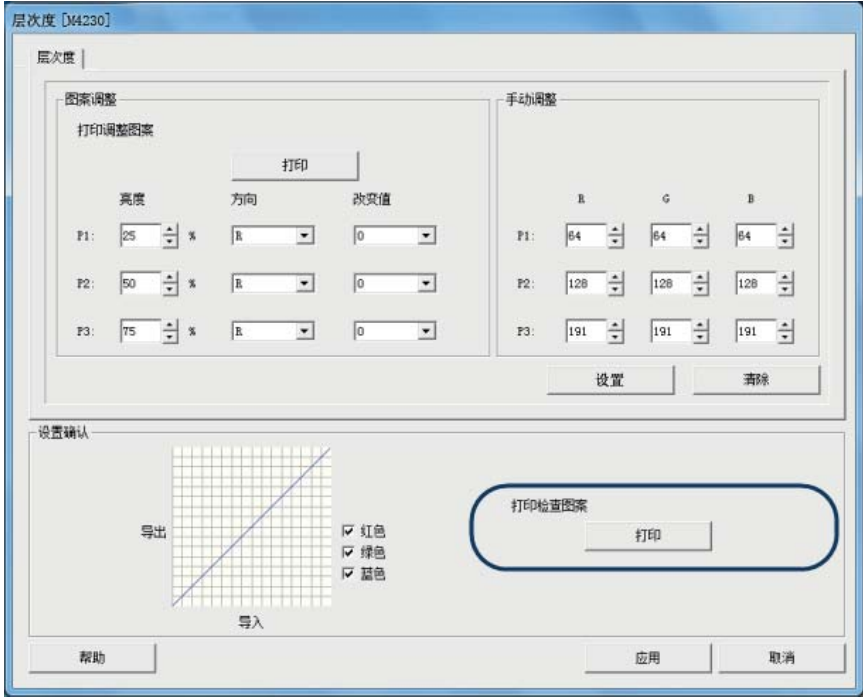 层次度 [M4230]
层次度
图案调整
打印调整图案
打印
亮度 方向 改变值
P1: 25 % R 0
P2: 50 % R 0
P3: 75 % R 0
手动调整
R G B
P1: 64 64 64
P2: 128 128 128
P3: 191 191 191
设置 清除
设置确认
导出
导入
红色
绿色
蓝色
打印检查图案
打印
帮助 应用 取消